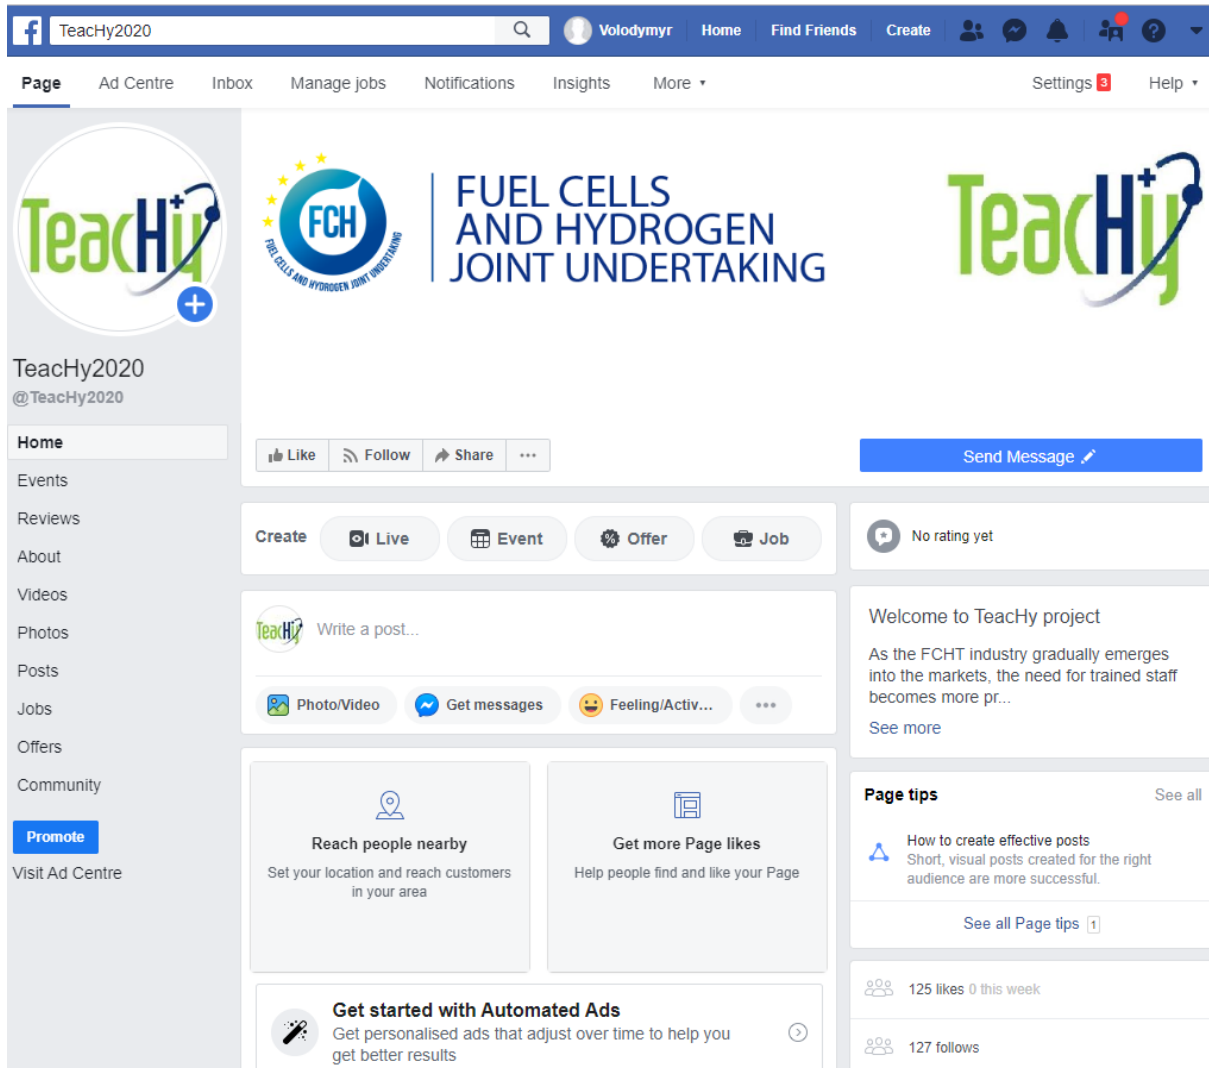 TeacHy2020
Volodymyr
Home
Find Friends
Create
Page
Ad Centre
Inbox
Manage jobs
Notifications
Insights
More
Settings 3
Help
TeacHy
FCH
FUEL CELLS AND HYDROGEN JOINT UNDERTAKING
FUEL CELLS
AND HYDROGEN
JOINT UNDERTAKING
TeacHy
TeacHy2020
@TeacHy2020
Home
Events
Reviews
About
Videos
Photos
Posts
Jobs
Offers
Community
Promote
Visit Ad Centre
Like
Follow
Share
Send Message
Create
Live
Event
Offer
Job
TeacHy
Write a post...
Photo/Video
Get messages
Feeling/Activ...
Reach people nearby
Set your location and reach customers
in your area
Get more Page likes
Help people find and like your Page
Get started with Automated Ads
Get personalised ads that adjust over time to help you
get better results
No rating yet
Welcome to TeacHy project
As the FCHT industry gradually emerges
into the markets, the need for trained staff
becomes more pr...
See more
Page tips
See all
How to create effective posts
Short, visual posts created for the right
audience are more successful.
See all Page tips 1
125 likes 0 this week
127 follows